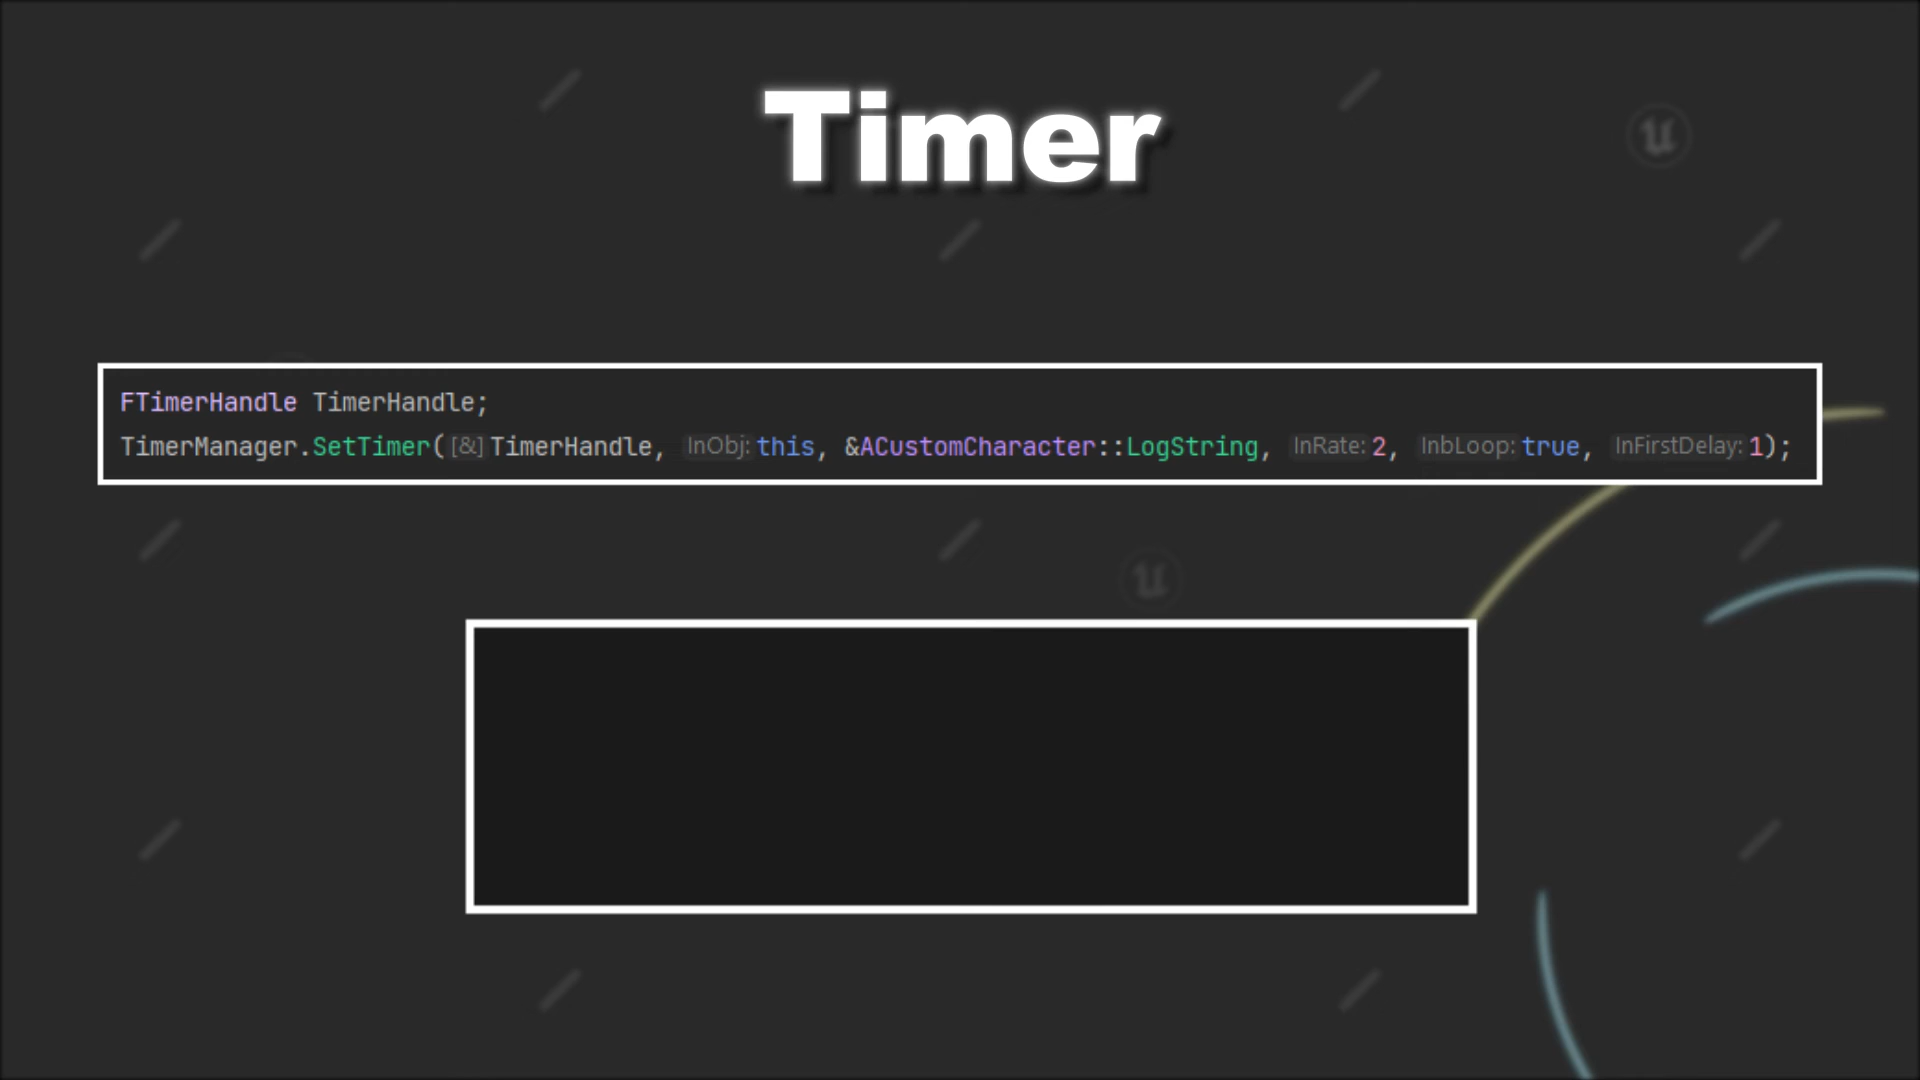 Timer
FTimerHandle TimerHandle;
TimerManager.SetTimer([&]TimerHandle, InObj:this, &ACustomCharacter::LogString, InRate:2, InbLoop:true, InFirstDelay:1);